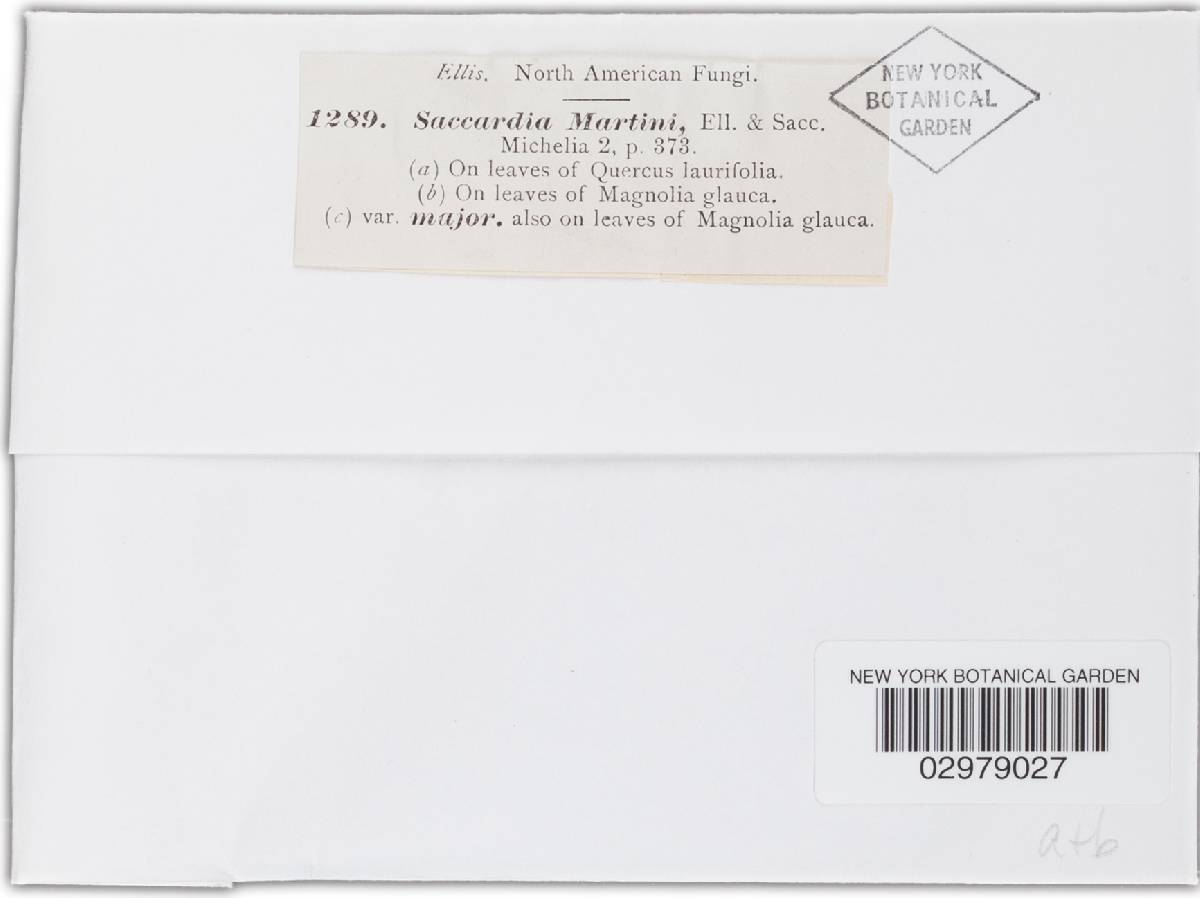 Ellis. North American Fungi.
1289. Saccardia Martini, Ell. & Sacc.
Michelia 2, p. 373.
(a) On leaves of Quercus laurifolia.
(b) On leaves of Magnolia glauca.
(c) var. major. also on leaves of Magnolia glauca.
NEW YORK
BOTANICAL
GARDEN
NEW YORK BOTANICAL GARDEN
02979027
a+b